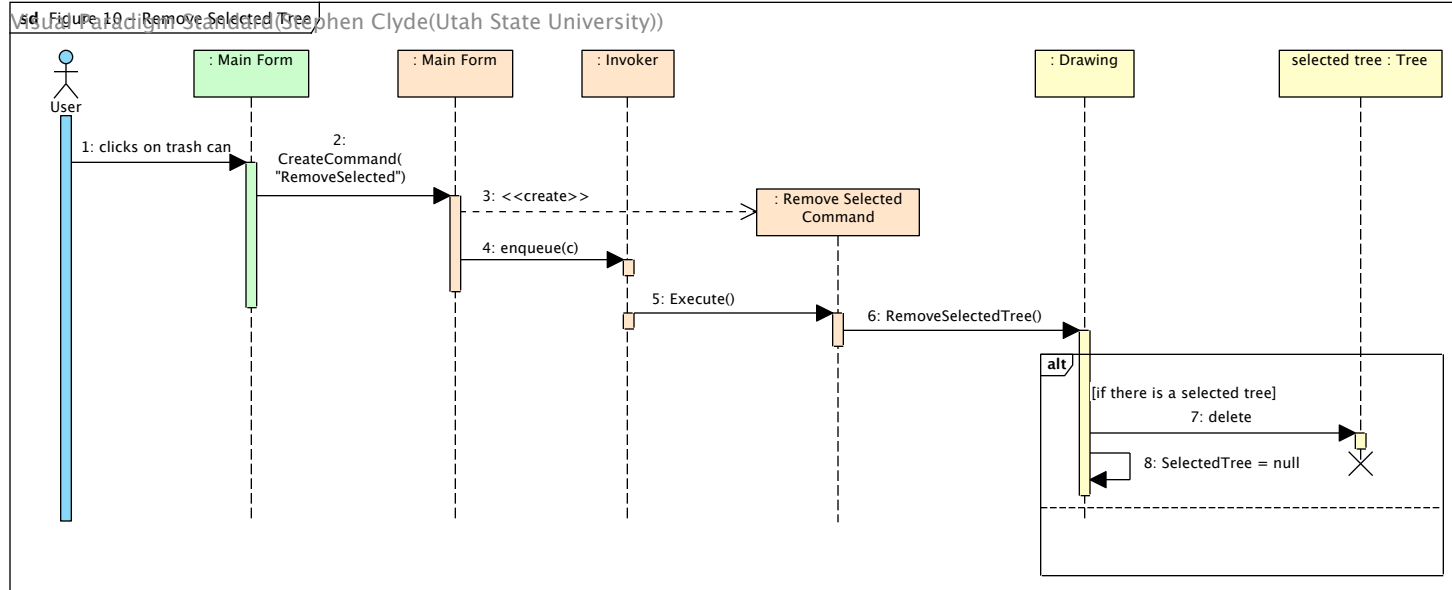 sd Figure 10 - Remove Selected Tree
Visual Paradigm Standard(Stephen Clyde(Utah State University))
: Main Form
: Main Form
: Invoker
: Drawing
selected tree : Tree
User
1: clicks on trash can
2:
CreateCommand(
"RemoveSelected")
3: <<create>>
: Remove Selected
Command
4: enqueue(c)
5: Execute()
6: RemoveSelectedTree()
alt
[if there is a selected tree]
7: delete
8: SelectedTree = null